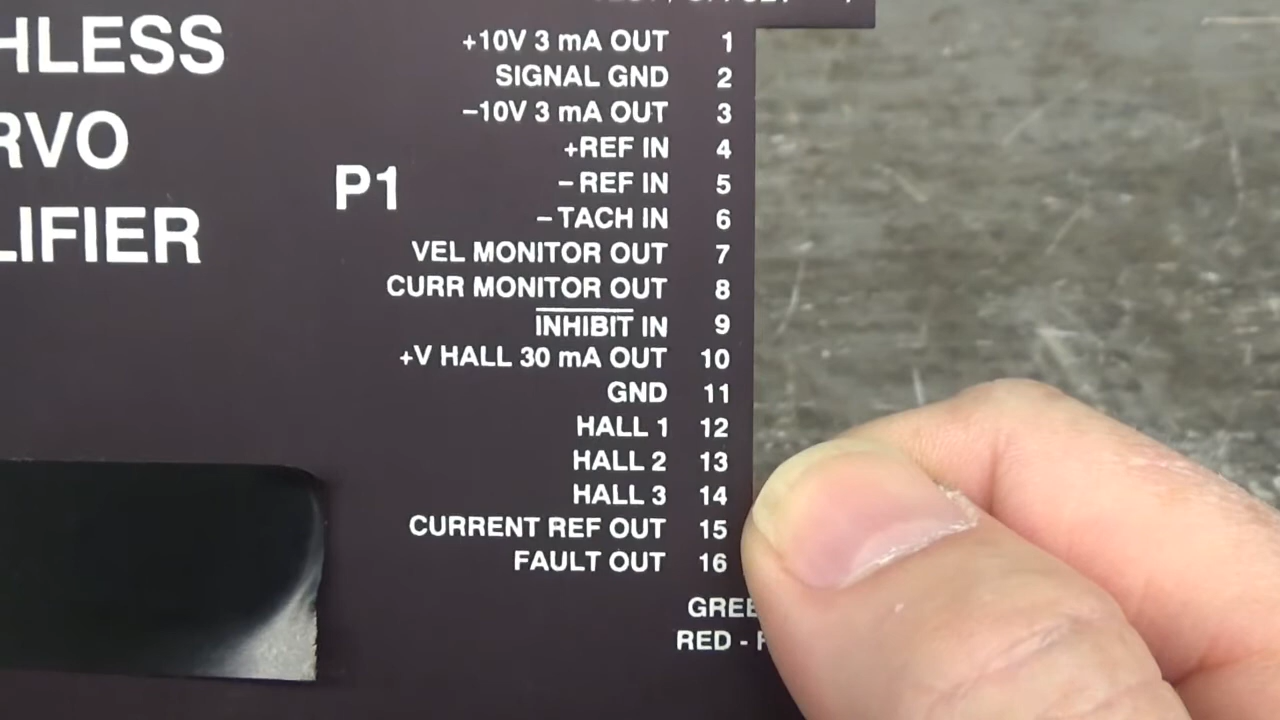 HLESS
RVO
LIFIER
P1
+10V 3 mA OUT 1
SIGNAL GND 2
–10V 3 mA OUT 3
+REF IN 4
– REF IN 5
– TACH IN 6
VEL MONITOR OUT 7
CURR MONITOR OUT 8
INHIBIT IN 9
+V HALL 30 mA OUT 10
GND 11
HALL 1 12
HALL 2 13
HALL 3 14
CURRENT REF OUT 15
FAULT OUT 16
GREE
RED -